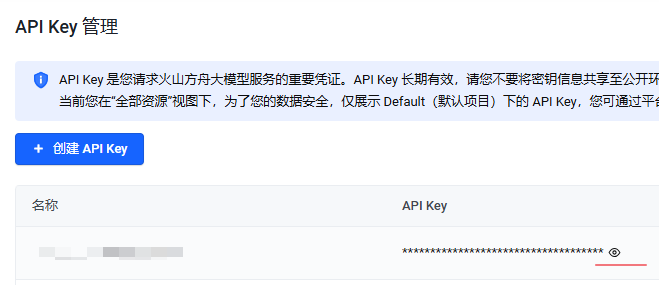 API Key 管理
API Key 是您请求火山方舟大模型服务的重要凭证。API Key 长期有效，请您不要将密钥信息共享至公开环
当前您在“全部资源”视图下，为了您的数据安全，仅展示 Default（默认项目）下的 API Key，您可通过平台
+ 创建 API Key
名称 API Key
************************************